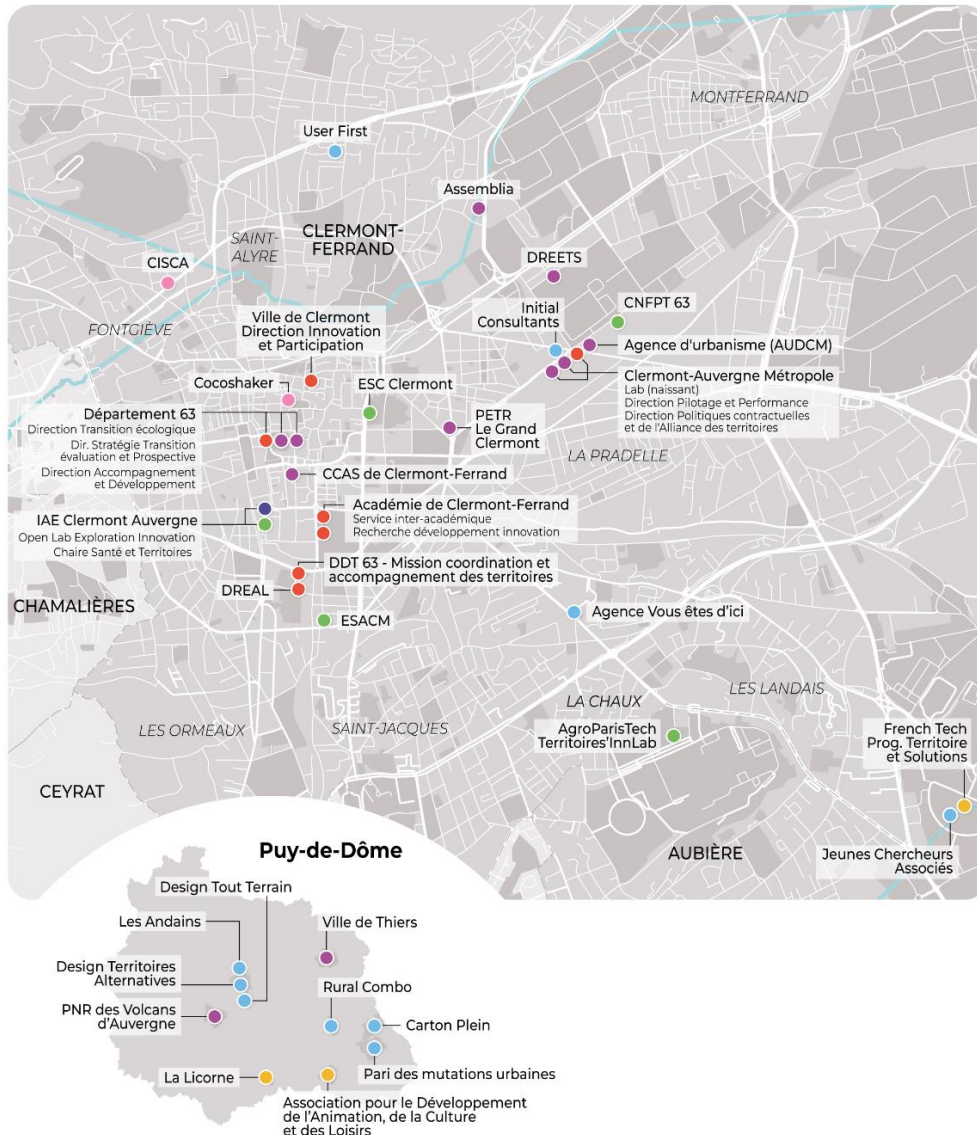 MONTFERRAND
User First
Assemblia
SAINT-
ALYRE
CLERMONT-
FERRAND
CISCA
DREETS
FONTGIÈVE
Ville de Clermont
Direction Innovation
et Participation
Initial
Consultants
CNFPT 63
Agence d'urbanisme (AUDCM)
Cocoshaker
ESC Clermont
Clermont-Auvergne Métropole
Lab (naissant)
Direction Pilotage et Performance
Direction Politiques contractuelles
et de l'Alliance des territoires
Département 63
Direction Transition écologique
Dir. Stratégie Transition
évaluation et Prospective
Direction Accompagnement
et Développement
PETR
Le Grand
Clermont
LA PRADELLE
CCAS de Clermont-Ferrand
IAE Clermont Auvergne
Open Lab Exploration Innovation
Chaire Santé et Territoires
Académie de Clermont-Ferrand
Service inter-académique
Recherche développement innovation
DDT 63 - Mission coordination et
accompagnement des territoires
DREAL
CHAMALIÈRES
ESACM
Agence Vous êtes d'ici
LES ORMEAUX
SAINT-JACQUES
LA CHAUX
LES LANDAIS
AgroParisTech
Territoires'InnLab
French Tech
Prog. Territoire
et Solutions
CEYRAT
AUBIÈRE
Jeunes Chercheurs
Associés
Puy-de-Dôme
Design Tout Terrain
Les Andains
Ville de Thiers
Design Territoires
Alternatives
Rural Combo
PNR des Volcans
d'Auvergne
Carton Plein
Pari des mutations urbaines
La Licorne
Association pour le Développement
de l'Animation, de la Culture
et des Loisirs